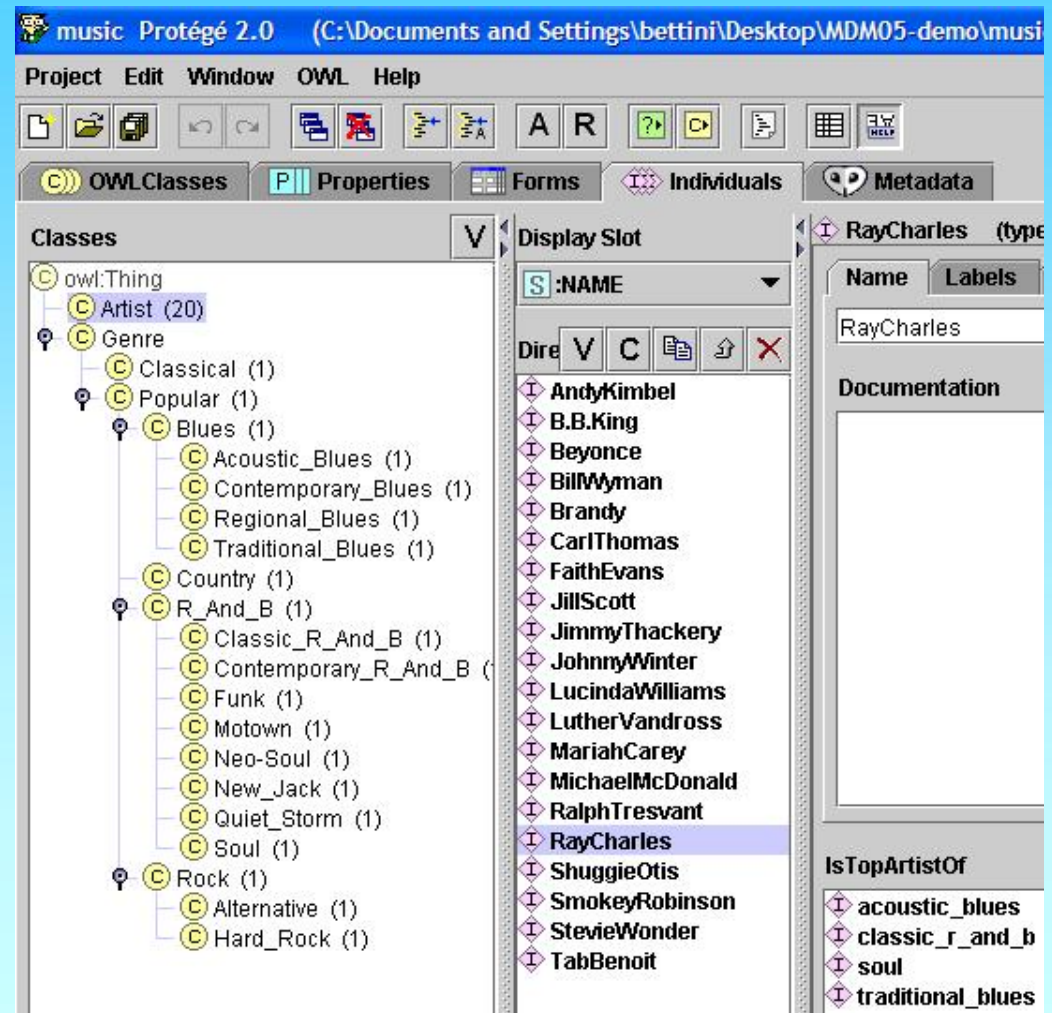 music Protégé 2.0 (C:\Documents and Settings\bettini\Desktop\MDM05-demo\musi
Project Edit Window OWL Help
A R ? C A HELP
C OWLClasses P Properties Forms I Individuals Metadata
Classes V
C owl:Thing
C Artist (20)
C Genre
C Classical (1)
C Popular (1)
C Blues (1)
C Acoustic_Blues (1)
C Contemporary_Blues (1)
C Regional_Blues (1)
C Traditional_Blues (1)
C Country (1)
C R_And_B (1)
C Classic_R_And_B (1)
C Contemporary_R_And_B (
C Funk (1)
C Motown (1)
C Neo-Soul (1)
C New_Jack (1)
C Quiet_Storm (1)
C Soul (1)
C Rock (1)
C Alternative (1)
C Hard_Rock (1)
Display Slot
S :NAME
Dire V C
I AndyKimbel
I B.B.King
I Beyonce
I BillWyman
I Brandy
I CarlThomas
I FaithEvans
I JillScott
I JimmyThackery
I JohnnyWinter
I LucindaWilliams
I LutherVandross
I MariahCarey
I MichaelMcDonald
I RalphTresvant
I RayCharles
I ShuggieOtis
I SmokeyRobinson
I StevieWonder
I TabBenoit
I RayCharles (type
Name Labels
RayCharles
Documentation
IsTopArtistOf
I acoustic_blues
I classic_r_and_b
I soul
I traditional_blues